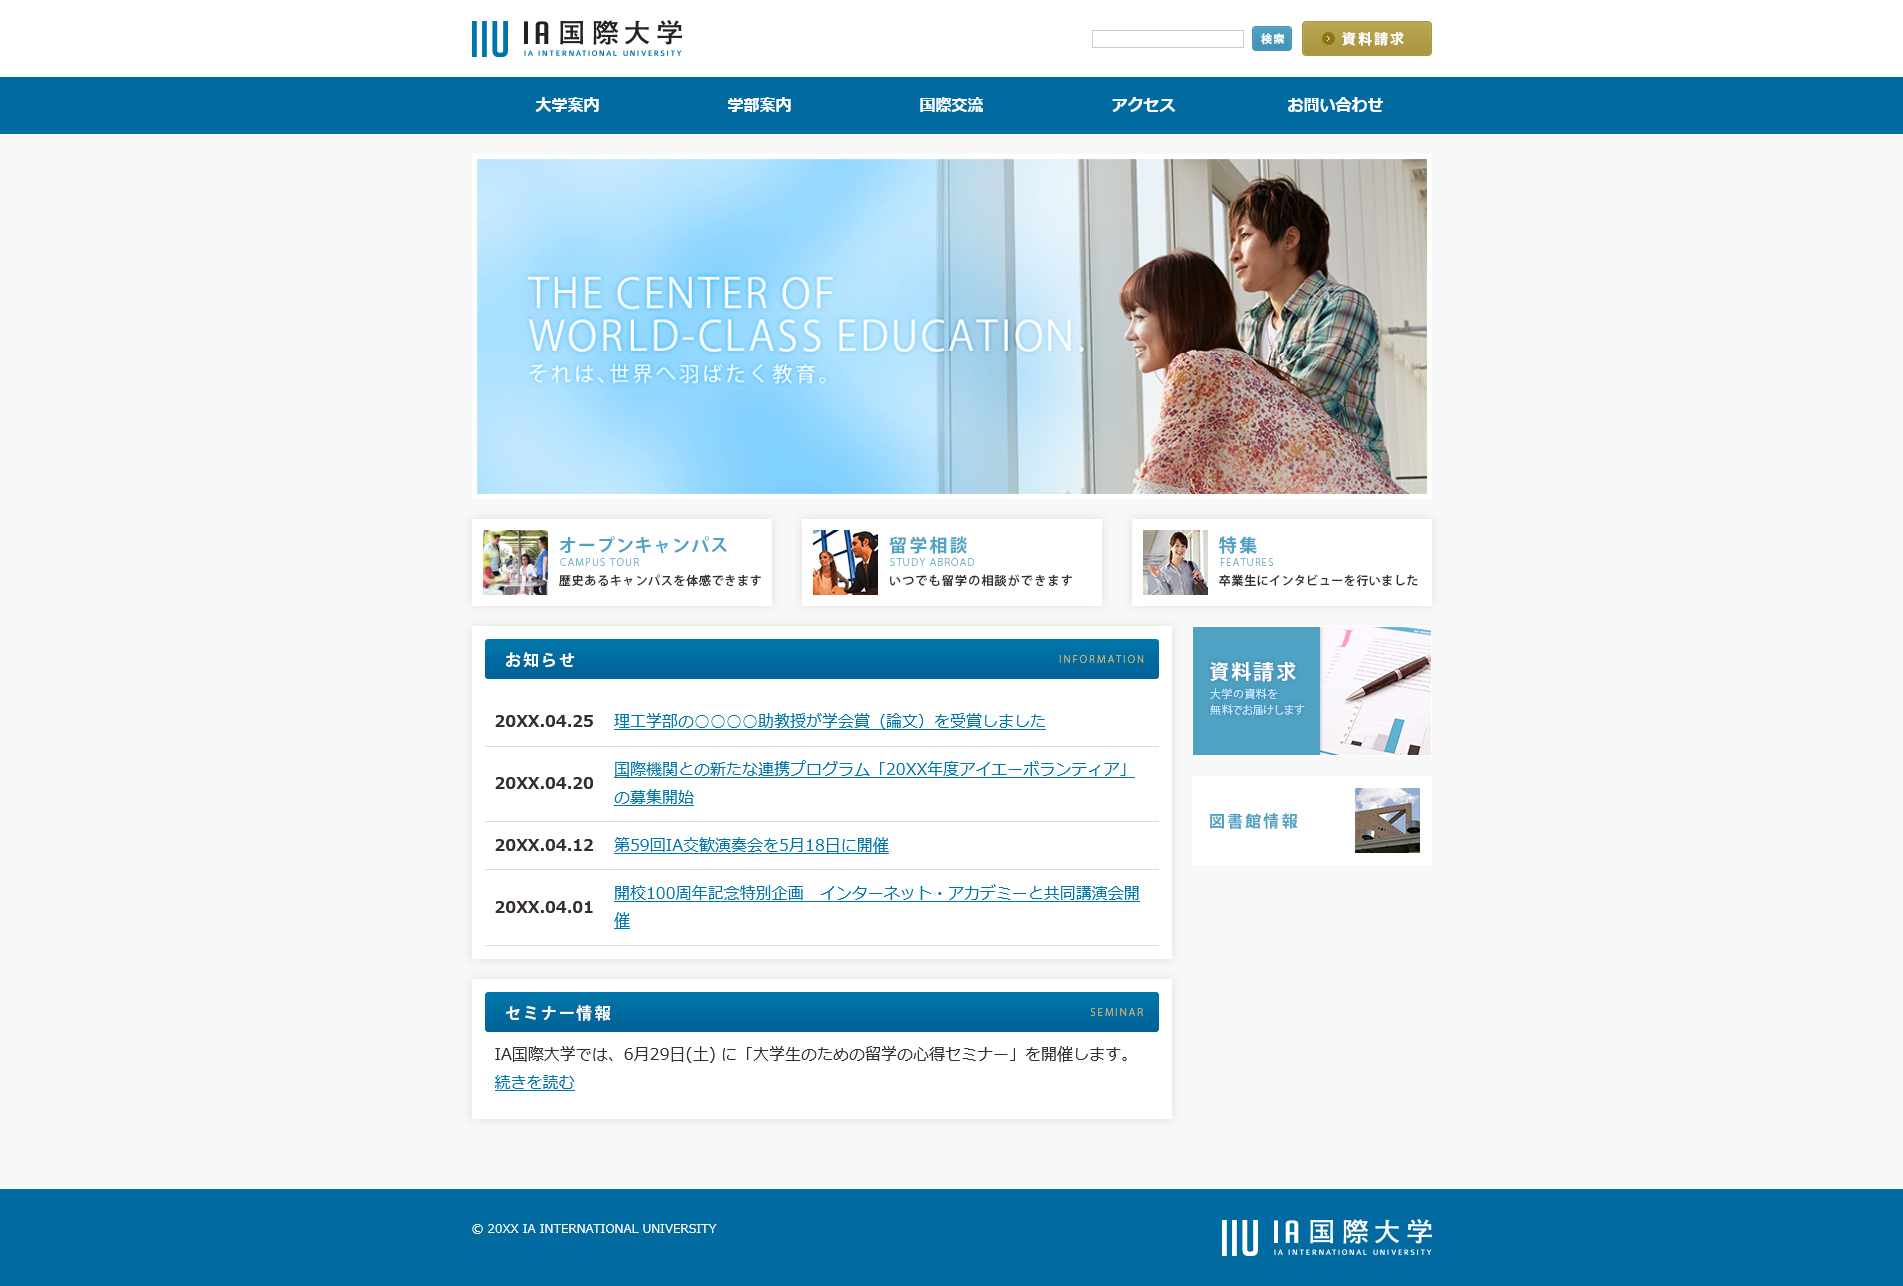 IA国際大学
IA INTERNATIONAL UNIVERSITY
検索
資料請求
大学案内
学部案内
国際交流
アクセス
お問い合わせ
THE CENTER OF
WORLD-CLASS EDUCATION.
それは、世界へ羽ばたく教育。
オープンキャンパス
CAMPUS TOUR
歴史あるキャンパスを体感できます
留学相談
STUDY ABROAD
いつでも留学の相談ができます
特集
FEATURES
卒業生にインタビューを行いました
お知らせ
INFORMATION
20XX.04.25
理工学部の○○○○助教授が学会賞（論文）を受賞しました
20XX.04.20
国際機関との新たな連携プログラム「20XX年度アイエーボランティア」
の募集開始
20XX.04.12
第59回IA交歓演奏会を5月18日に開催
20XX.04.01
開校100周年記念特別企画　インターネット・アカデミーと共同講演会開
催
資料請求
大学の資料を
無料でお届けします
図書館情報
セミナー情報
SEMINAR
IA国際大学では、6月29日(土) に「大学生のための留学の心得セミナー」を開催します。
続きを読む
© 20XX IA INTERNATIONAL UNIVERSITY
IA国際大学
IA INTERNATIONAL UNIVERSITY